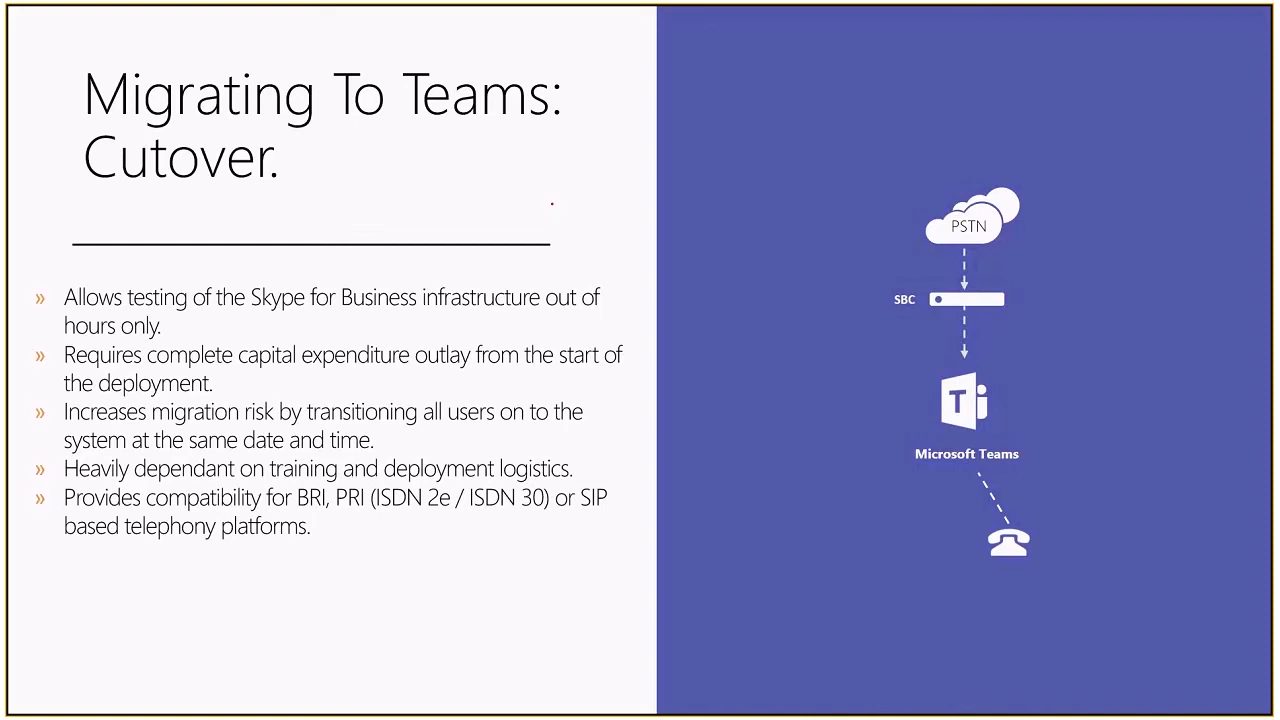 Migrating To Teams:
Cutover.
» Allows testing of the Skype for Business infrastructure out of
hours only.
» Requires complete capital expenditure outlay from the start of
the deployment.
» Increases migration risk by transitioning all users on to the
system at the same date and time.
» Heavily dependant on training and deployment logistics.
» Provides compatibility for BRI, PRI (ISDN 2e / ISDN 30) or SIP
based telephony platforms.
PSTN
SBC
T
Microsoft Teams